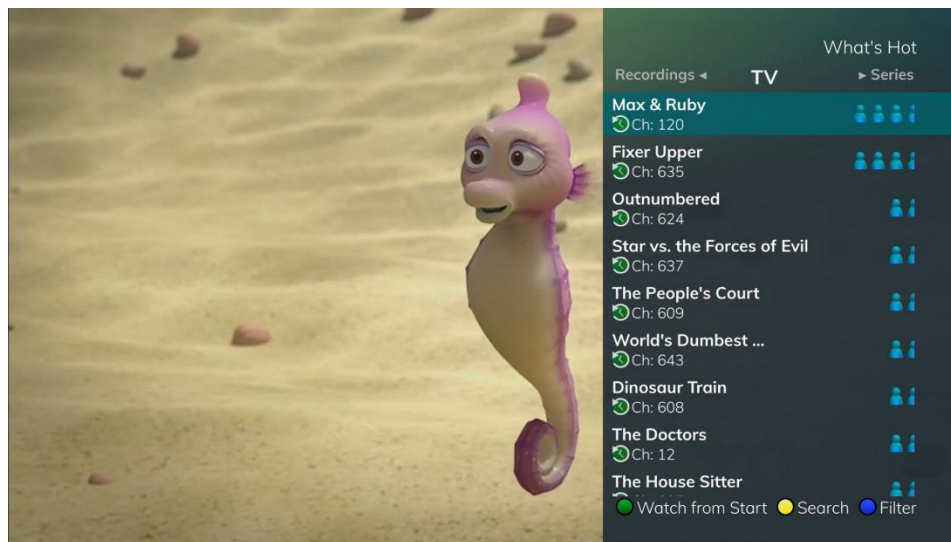 What's Hot
Recordings ◂ TV ▸ Series
Max & Ruby
Ch: 120
Fixer Upper
Ch: 635
Outnumbered
Ch: 624
Star vs. the Forces of Evil
Ch: 637
The People's Court
Ch: 609
World's Dumbest ...
Ch: 643
Dinosaur Train
Ch: 608
The Doctors
Ch: 12
The House Sitter
Watch from Start Search Filter